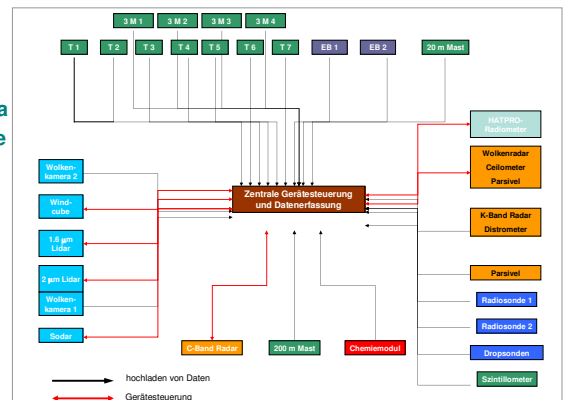 3 M 1
3 M 2
3 M 3
3 M 4
T 1
T 2
T 3
T 4
T 5
T 6
T 7
EB 1
EB 2
20 m Mast
a
e
HATPRO-
Radiometer
Wolkenradar
Ceilometer
Parsivel
K-Band Radar
Distrometer
Parsivel
Radiosonde 1
Radiosonde 2
Dropsonden
Szintillometer
Wolken-
kamera 2
Wind-
cube
1.6 µm
Lidar
2 µm Lidar
Wolken-
kamera 1
Sodar
Zentrale Gerätesteuerung
und Datenerfassung
C-Band Radar
200 m Mast
Chemiemodul
hochladen von Daten
Gerätesteuerung